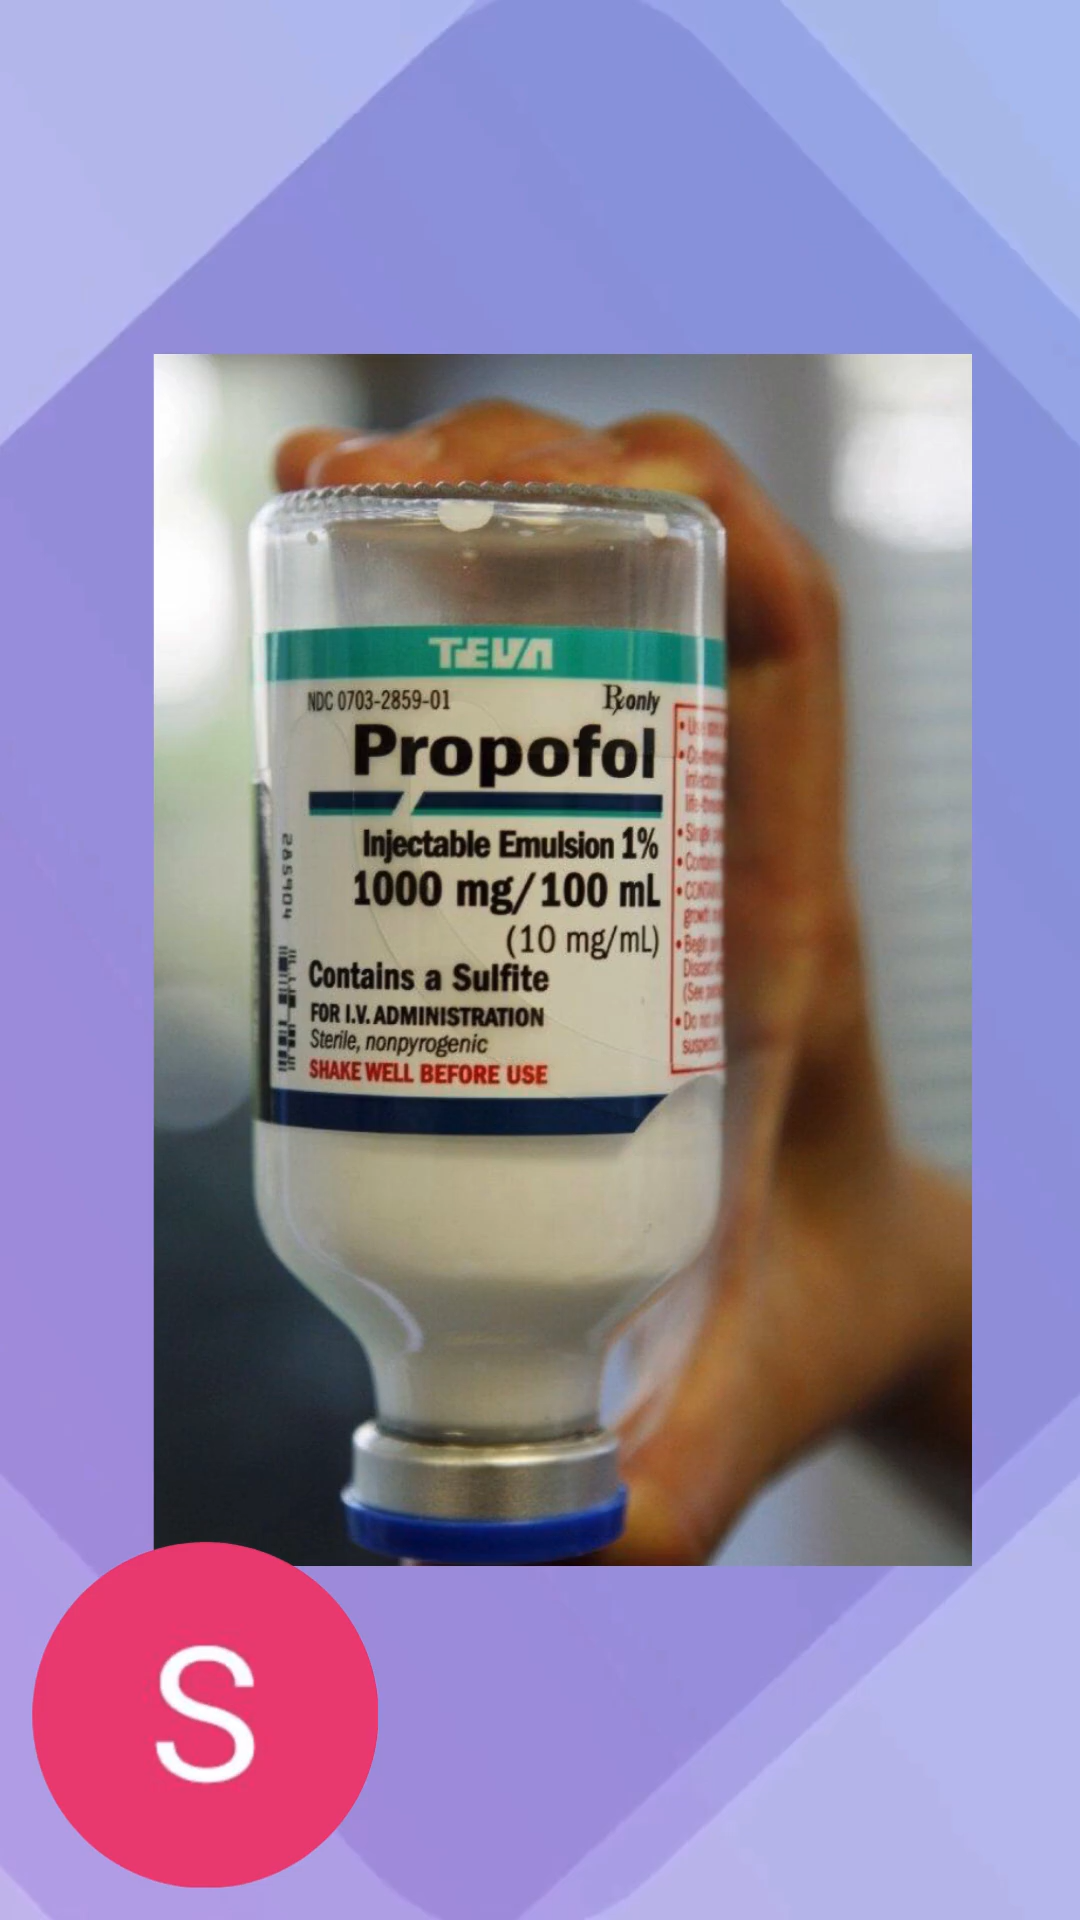 TEVA
NDC 0703-2859-01
Rx only
Propofol
Injectable Emulsion 1%
1000 mg/100 mL
(10 mg/mL)
Contains a Sulfite
FOR I.V. ADMINISTRATION
Sterile, nonpyrogenic
SHAKE WELL BEFORE USE
285904
S